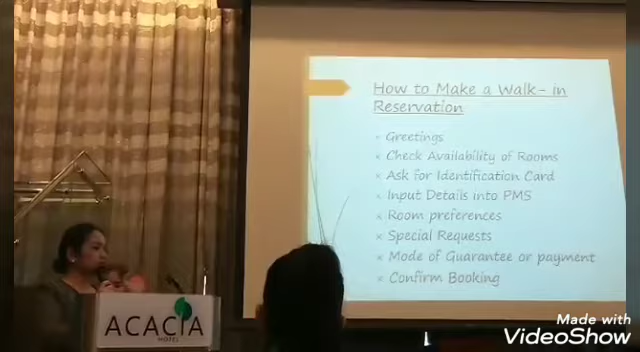 How to Make a Walk-in
Reservation
Greetings
Check Availability of Rooms
Ask for Identification Card
Input Details into PMS
Room preferences
Special Requests
Mode of Guarantee or payment
Confirm Booking
ACACIA
HOTEL
Made with
VideoShow